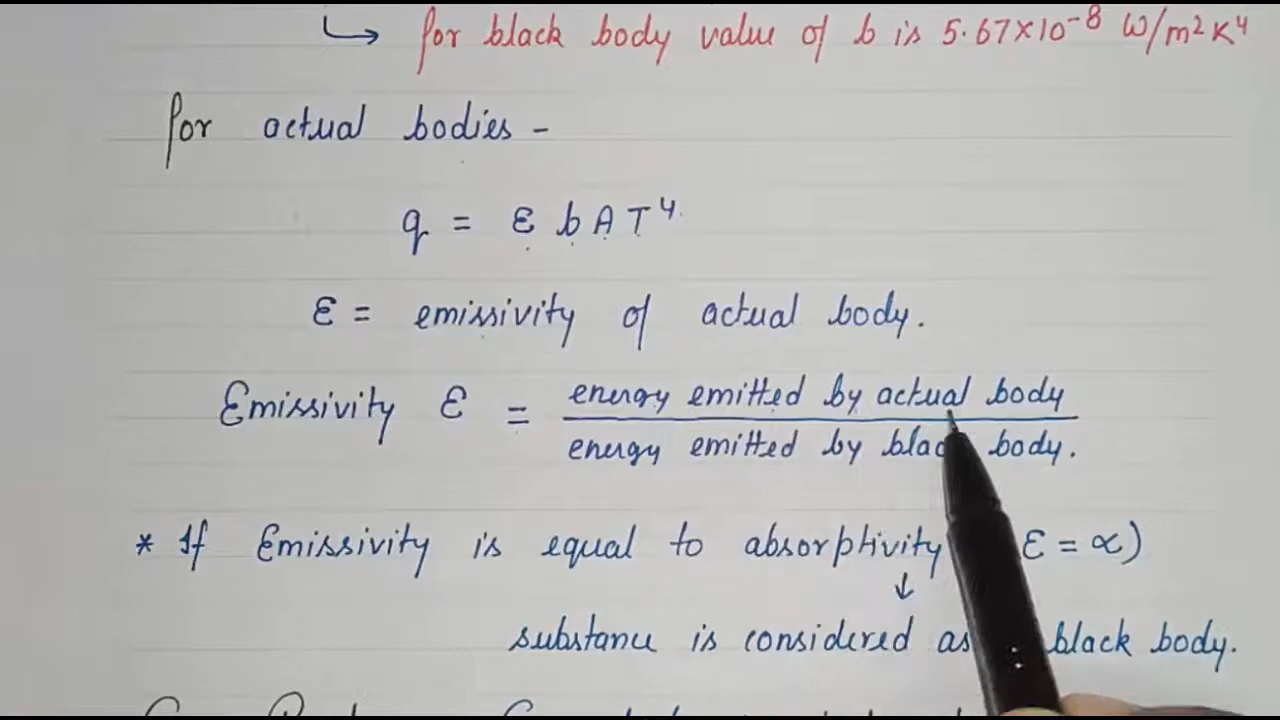 ↳ for black body value of b is 5.67×10⁻⁸ W/m²K⁴
for actual bodies -
q = ε b A T⁴
ε = emissivity of actual body.
Emissivity ε = energy emitted by actual body
energy emitted by black body.
* If Emissivity is equal to absorptivity ε = α)
↓
substance is considered as black body.